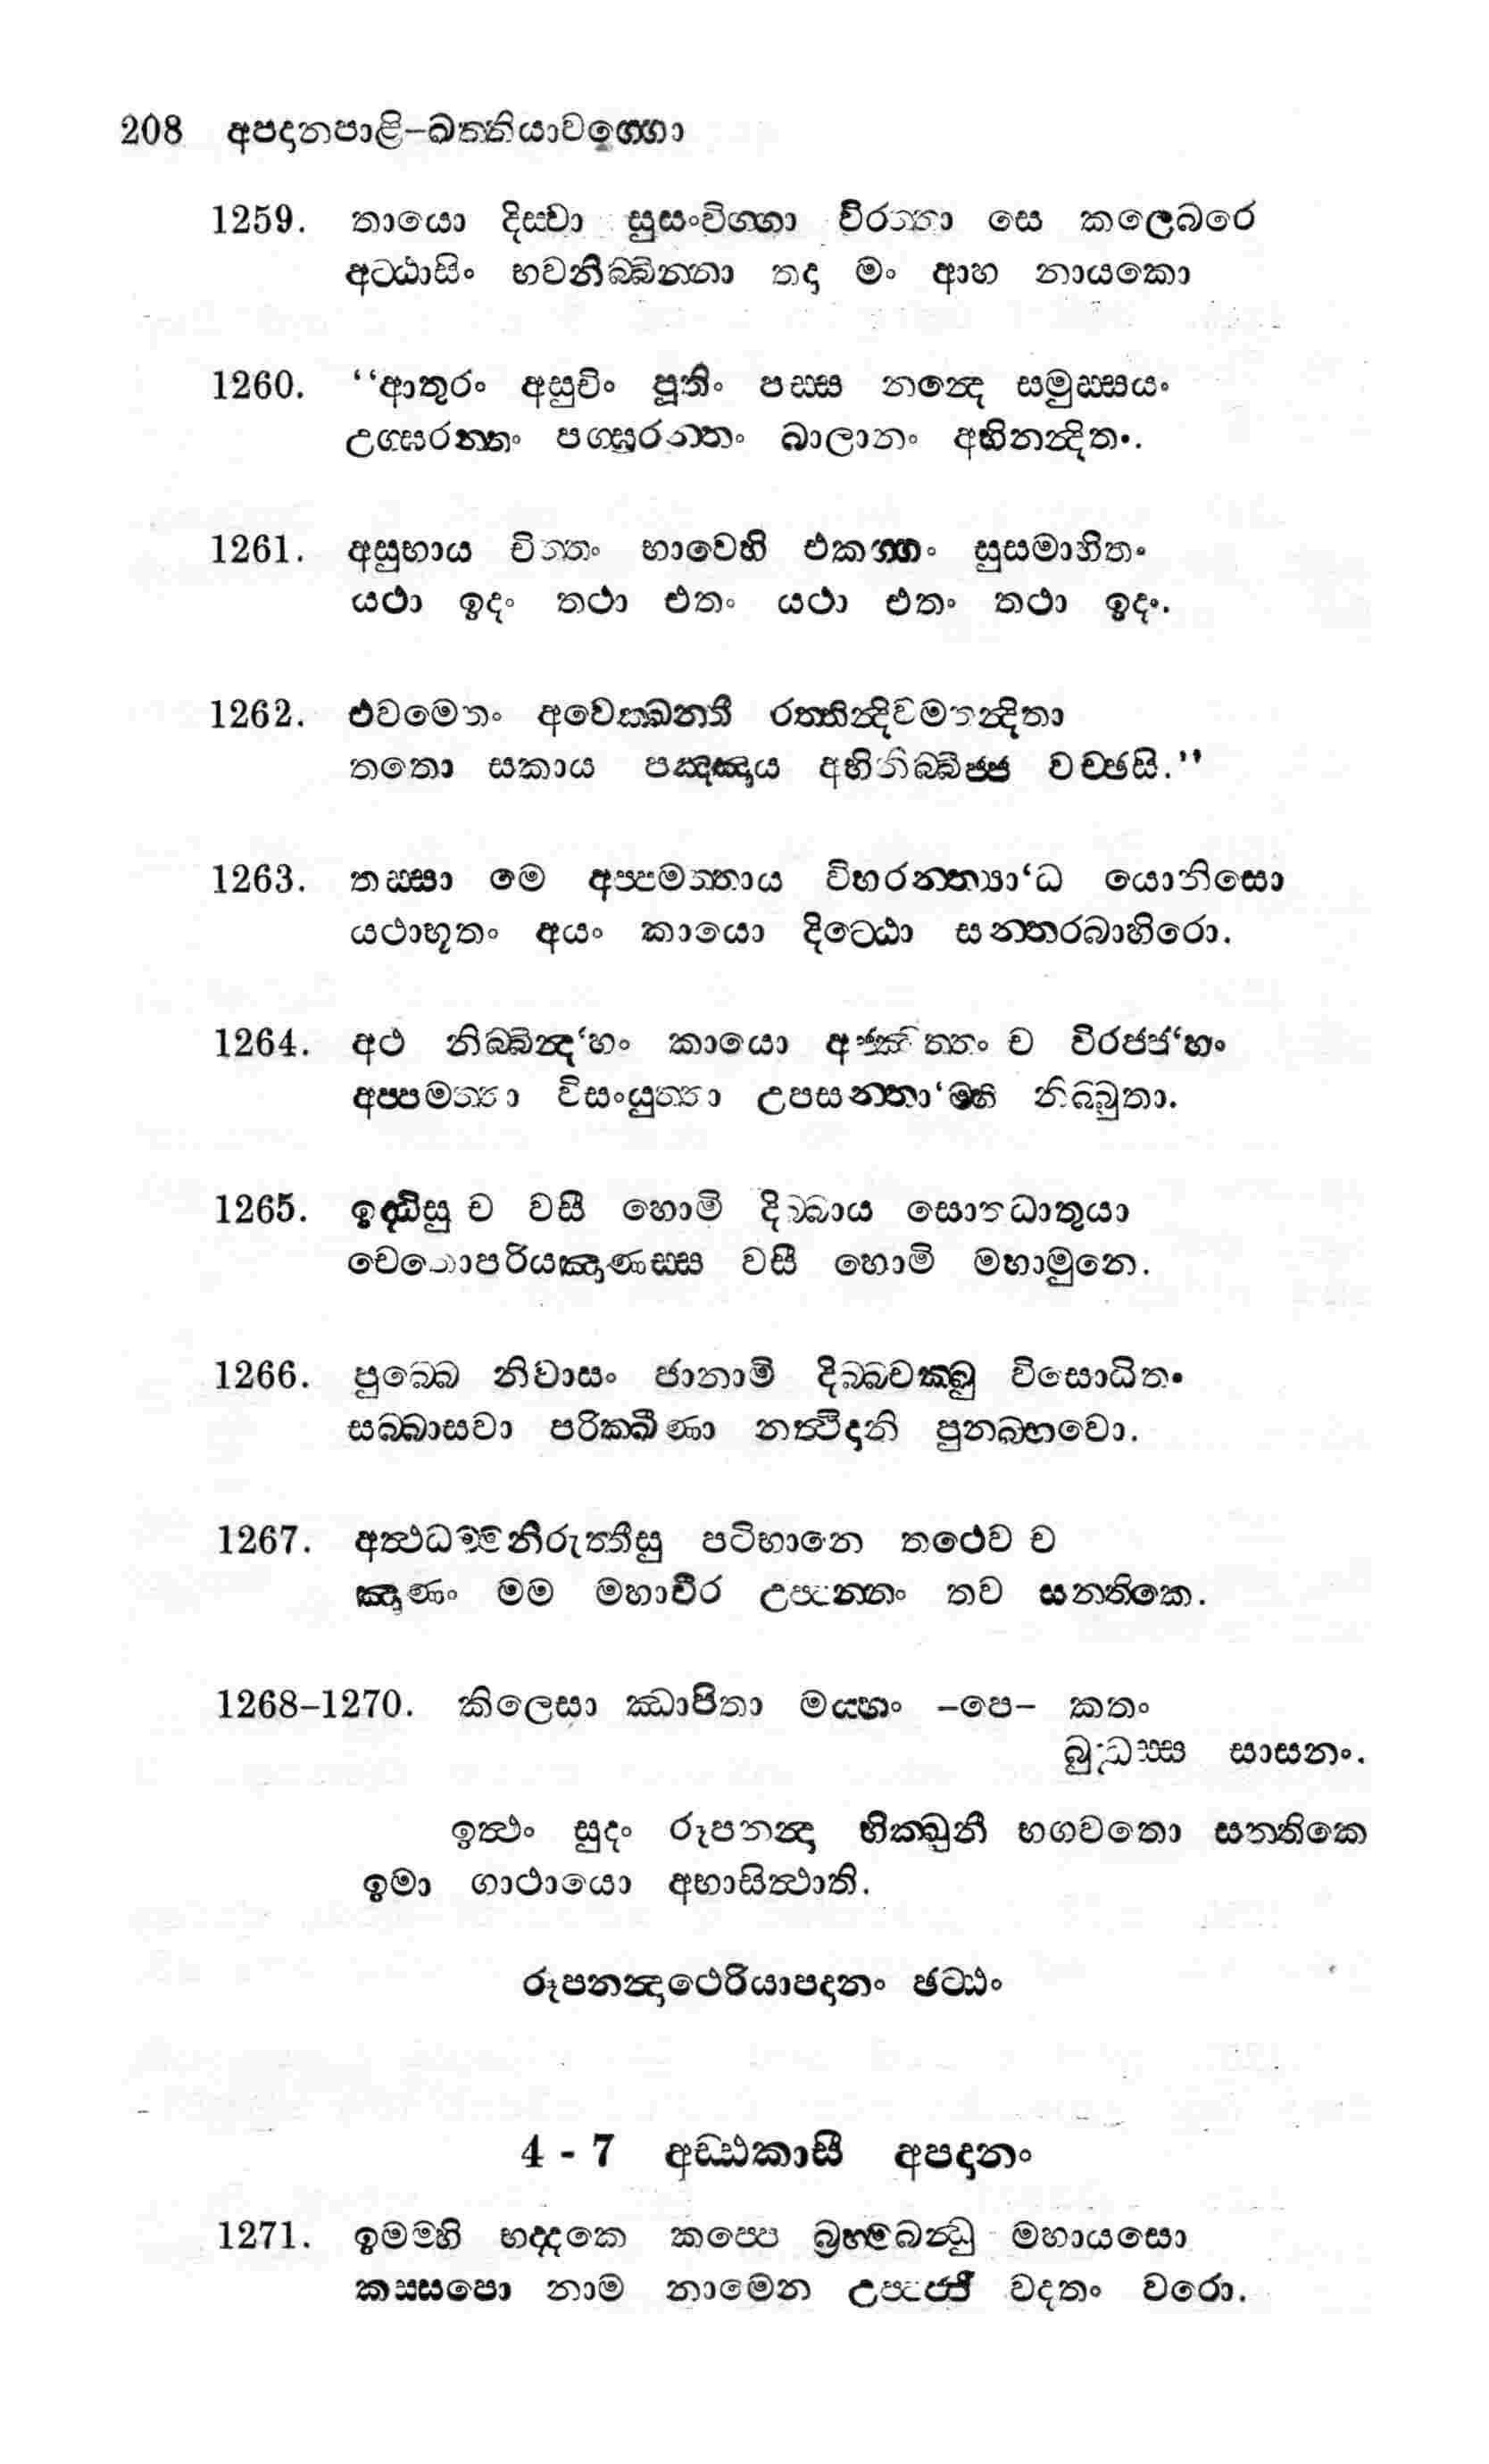 208 අපදානපාළි-ඛත්තියාවග්ගො
1259. තායො දිස්වා සුසංවිග්ගා විරත්තා සෙ කලෙබරෙ
අට්ඨාසිං භවනිබ්බින්නා තදා මං ආහ නායකො
1260. “ආතුරං අසුචිං පූතිං පස්ස නන්දෙ සමුස්සයං
උග්ඝරන්තං පග්ඝරන්තං බාලානං අභිනන්දිතං.
1261. අසුභාය චිත්තං භාවෙහි එකග්ගං සුසමාහිතං
යථා ඉදං තථා එතං යථා එතං තථා ඉදං.
1262. එවමෙතං අවෙක්ඛන්තී රත්තින්දිවමතන්දිතා
තතො සකාය පඤ්ඤාය අභිනිබ්බිජ්ජ වච්ඡසි.”
1263. තස්සා මෙ අප්පමත්තාය විහරන්ත්‍යා‘ධ යොනිසො
යථාභූතං අයං කායො දිට්ඨො සන්තරබාහිරො.
1264. අථ නිබ්බින්ද‘හං කායො අජ්ඣත්තං ච විරජ්ජ‘හං
අප්පමත්තා විසංයුත්තා උපසන්තා‘ම්හි නිබ්බුතා.
1265. ඉද්ධිසු ච වසී හොමි දිබ්බාය සොතධාතුයා
චෙතොපරියඤාණස්ස වසී හොමි මහාමුනෙ.
1266. පුබ්බෙ නිවාසං ජානාමි දිබ්බචක්ඛු විසොධිතං
සබ්බාසවා පරික්ඛීණා නත්ථිදානි පුනබ්භවො.
1267. අත්ථධම්මනිරුත්තීසු පටිභානෙ තථෙව ච
ඤාණං මම මහාවීර උප්පන්නං තව සන්තිකෙ.
1268-1270. කිලෙසා ඣාපිතා මය්හං -පෙ- කතං
බුද්ධස්ස සාසනං.
ඉත්ථං සුදං රූපනන්දා භික්ඛුනී භගවතො සන්තිකෙ
ඉමා ගාථායො අභාසිත්ථාති.
රූපනන්දාථෙරියාපදානං ඡට්ඨං
4 - 7 අඩ්ඪකාසී අපදානං
1271. ඉමම්හි භද්දකෙ කප්පෙ බ්‍රහ්මබන්ධු මහායසො
කස්සපො නාම නාමෙන උප්පජ්ජි වදතං වරො.